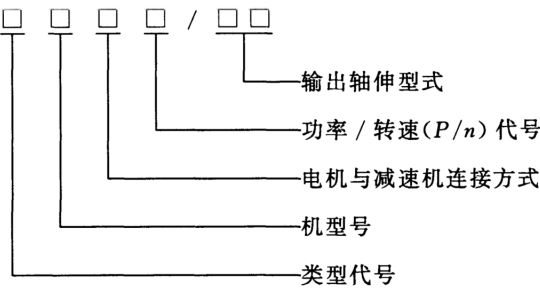 □ □ □ □ / □□
输出轴伸型式
功率/转速(P/n)代号
电机与减速机连接方式
机型号
类型代号